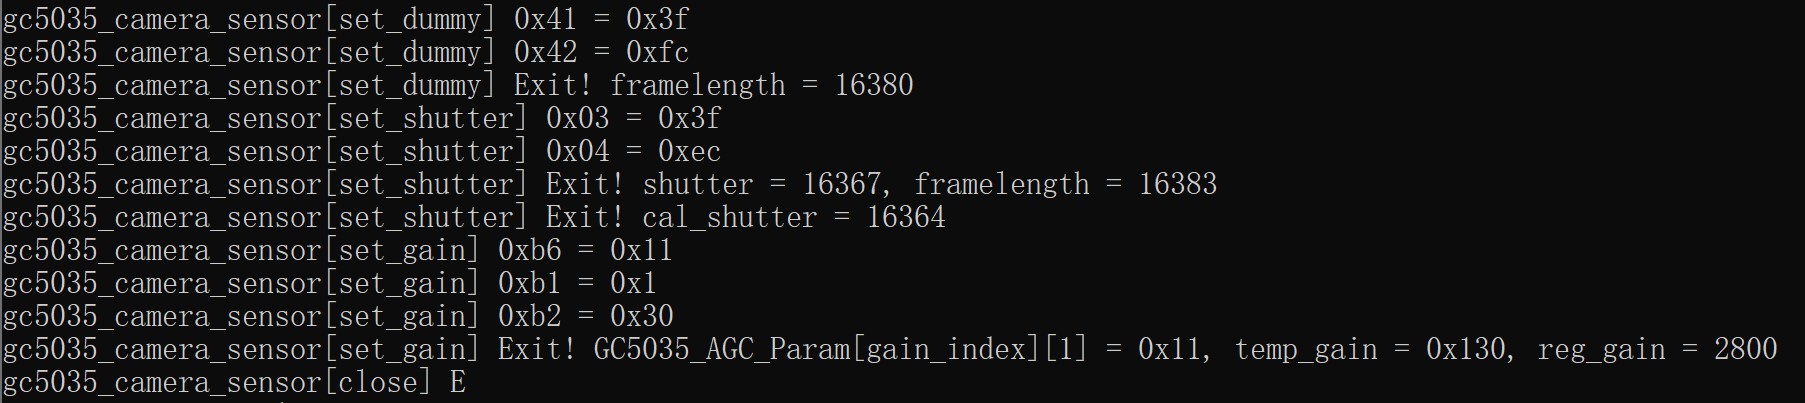 gc5035_camera_sensor[set_dummy] 0x41 = 0x3f
gc5035_camera_sensor[set_dummy] 0x42 = 0xfc
gc5035_camera_sensor[set_dummy] Exit! framelength = 16380
gc5035_camera_sensor[set_shutter] 0x03 = 0x3f
gc5035_camera_sensor[set_shutter] 0x04 = 0xec
gc5035_camera_sensor[set_shutter] Exit! shutter = 16367, framelength = 16383
gc5035_camera_sensor[set_shutter] Exit! cal_shutter = 16364
gc5035_camera_sensor[set_gain] 0xb6 = 0x11
gc5035_camera_sensor[set_gain] 0xb1 = 0x1
gc5035_camera_sensor[set_gain] 0xb2 = 0x30
gc5035_camera_sensor[set_gain] Exit! GC5035_AGC_Param[gain_index][1] = 0x11, temp_gain = 0x130, reg_gain = 2800
gc5035_camera_sensor[close] E